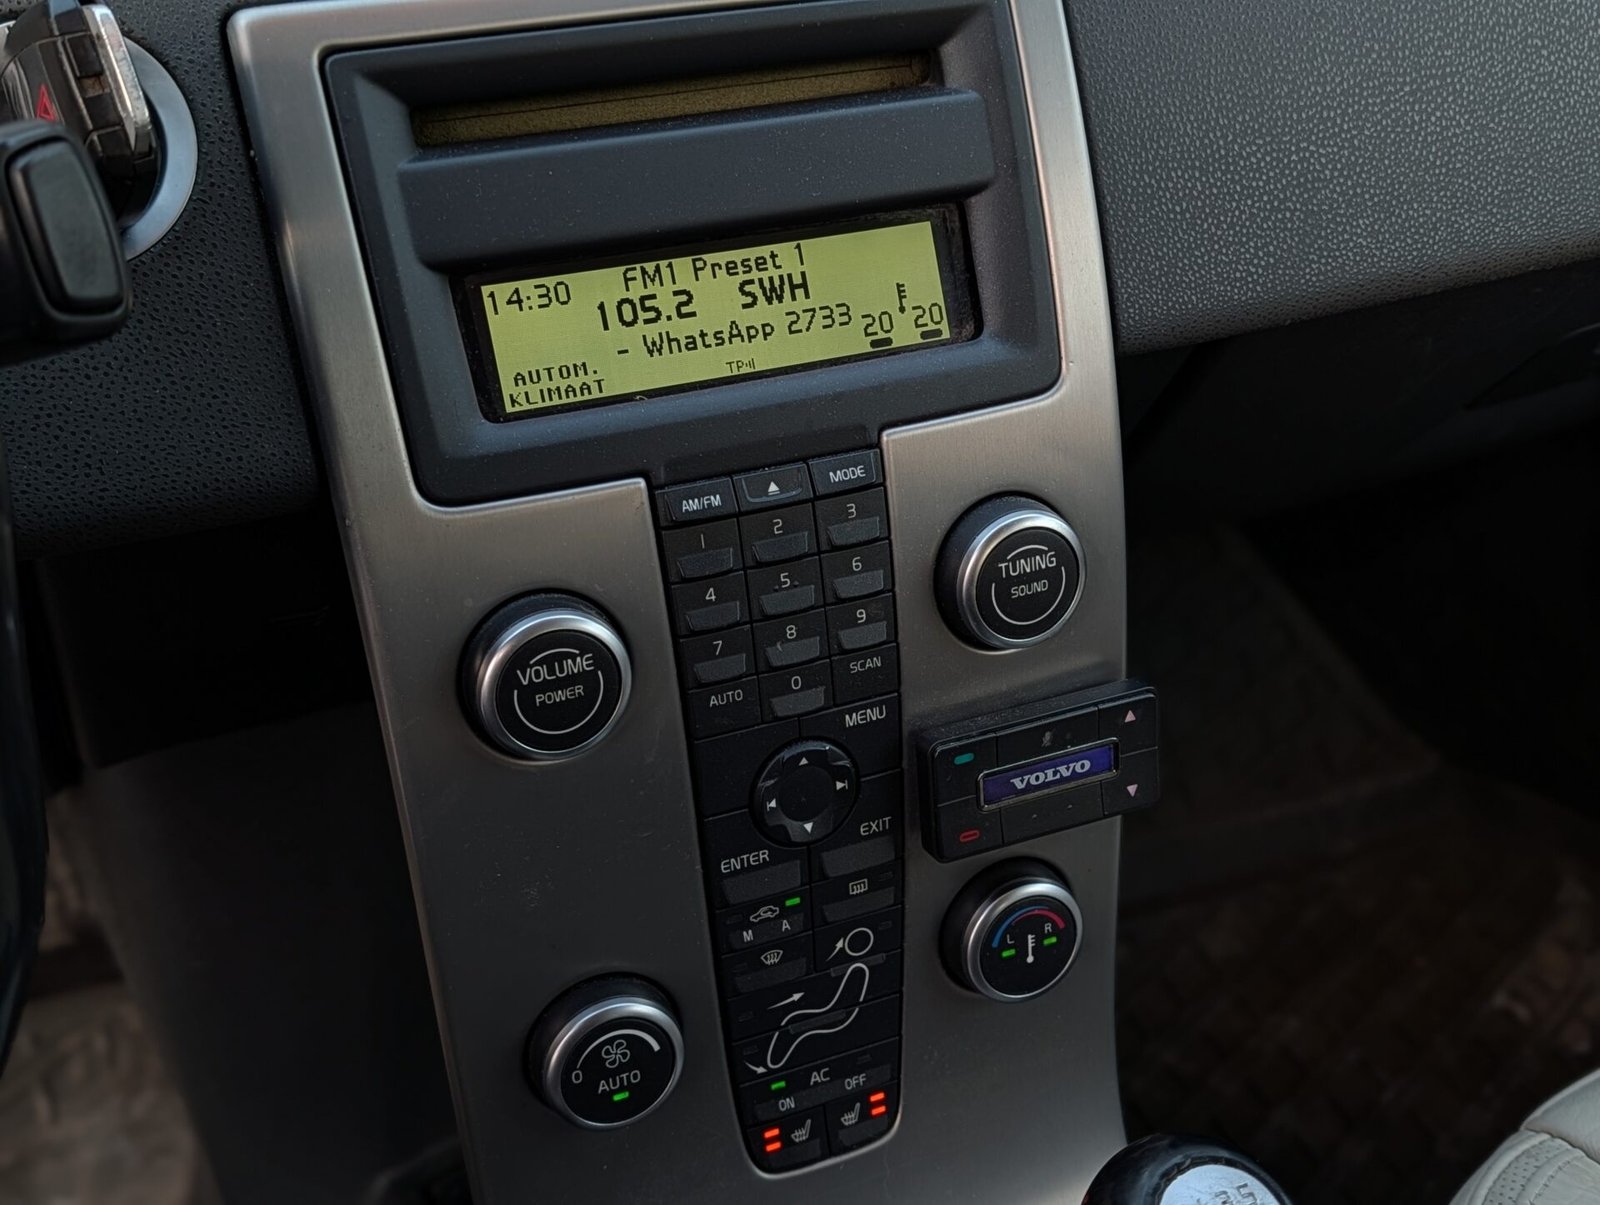 FM1 Preset 1
14:30 105.2 SWH
- WhatsApp 2733 20 20
AUTOM. TP
KLIMAAT
AM/FM MODE
1 2 3
4 5 6
7 8 9
AUTO 0 SCAN
MENU
TUNING
SOUND
VOLUME
POWER
VOLVO
ENTER EXIT
M A
L R
0 AUTO
AC
ON OFF